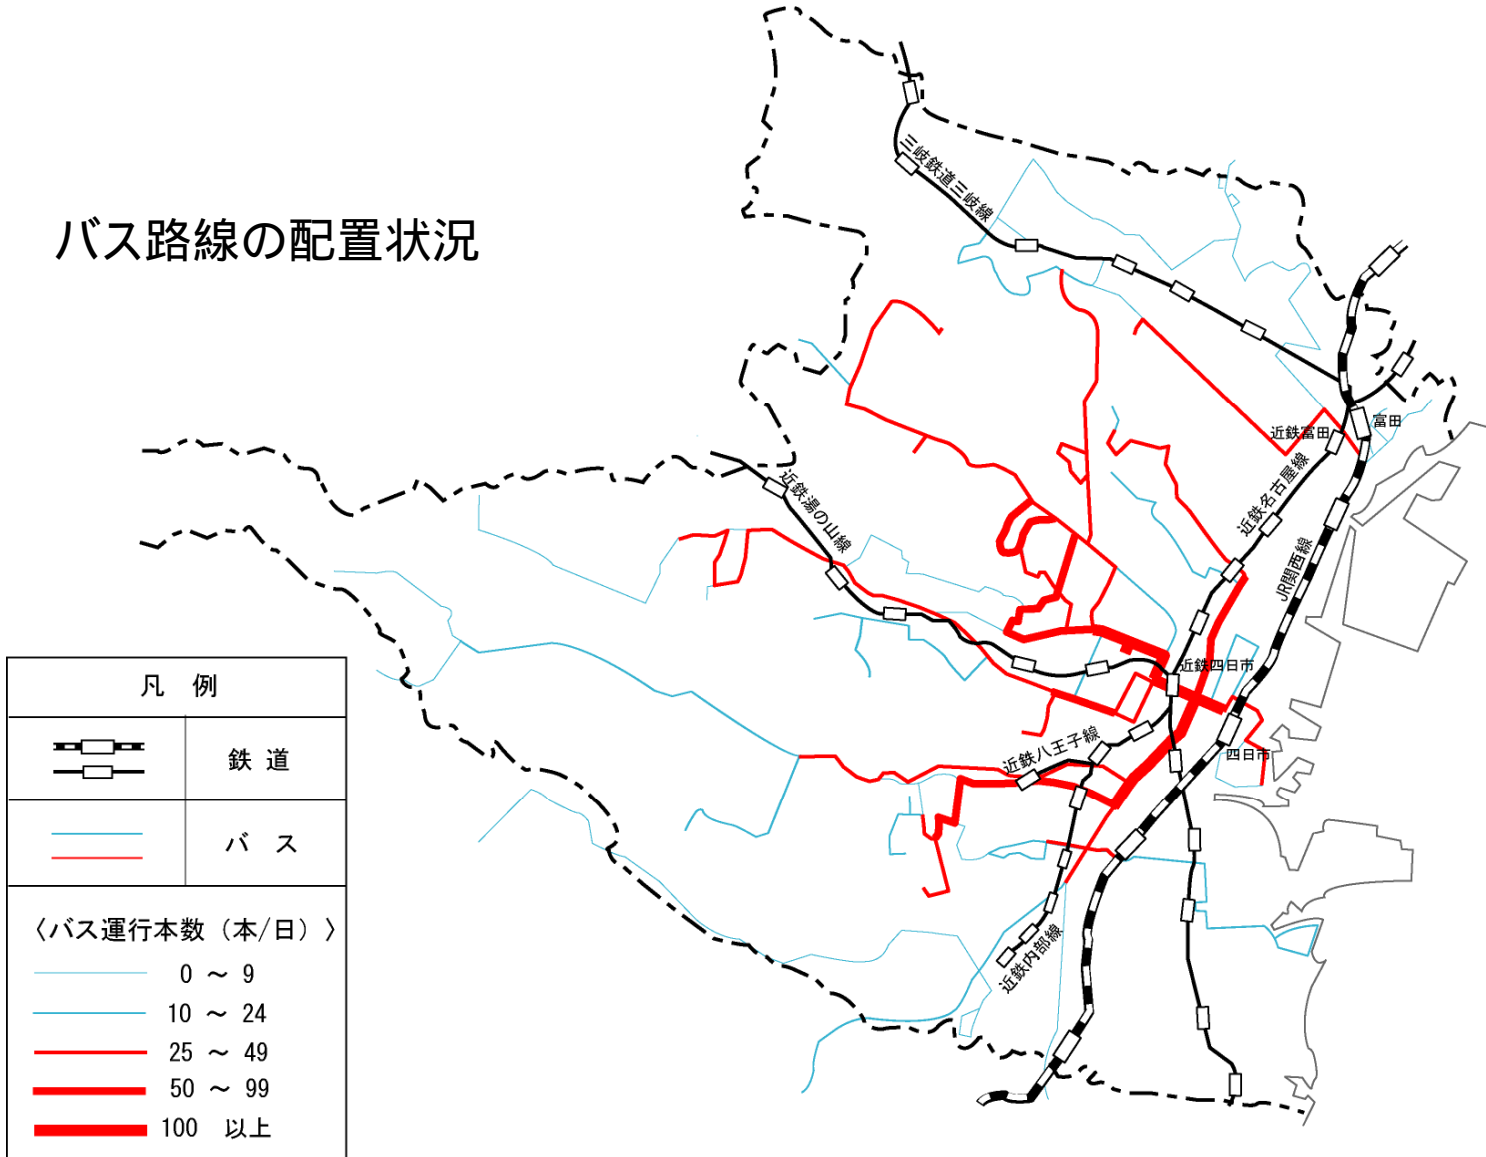 バス路線の配置状況
三岐鉄道三岐線
近鉄富田
富田
近鉄名古屋線
近鉄湯の山線
JR関西線
近鉄四日市
四日市
近鉄八王子線
近鉄内部線
凡 例
鉄 道
バ ス
〈バス運行本数（本/日）〉
0 ～ 9
10 ～ 24
25 ～ 49
50 ～ 99
100 以上